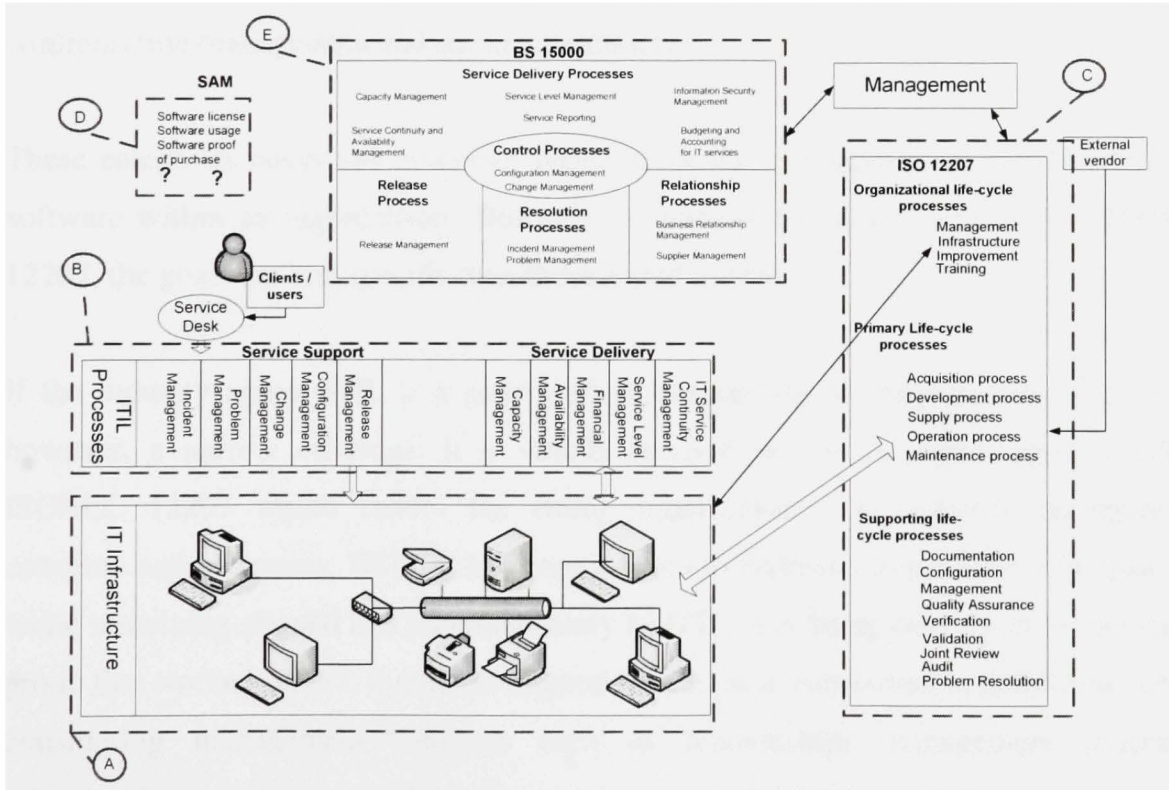 E
BS 15000
Service Delivery Processes
Capacity Management
Service Level Management
Information Security
Management
Service Reporting
Service Continuity and
Availability
Management
Budgeting and
Accounting
for IT services
Control Processes
Configuration Management
Change Management
Release
Process
Release Management
Resolution
Processes
Incident Management
Problem Management
Relationship
Processes
Business Relationship
Management
Supplier Management
SAM
D
Software license
Software usage
Software proof
of purchase
? ?
Management
C
External
vendor
ISO 12207
Organizational life-cycle
processes
Management
Infrastructure
Improvement
Training
Primary Life-cycle
processes
Acquisition process
Development process
Supply process
Operation process
Maintenance process
Supporting life-
cycle processes
Documentation
Configuration
Management
Quality Assurance
Verification
Validation
Joint Review
Audit
Problem Resolution
B
Clients /
users
Service
Desk
Service Support
Service Delivery
ITIL
Processes
Incident
Management
Problem
Management
Change
Management
Configuration
Management
Release
Management
Capacity
Management
Availability
Management
Financial
Management
Service Level
Management
IT Service
Continuity
Management
IT Infrastructure
A